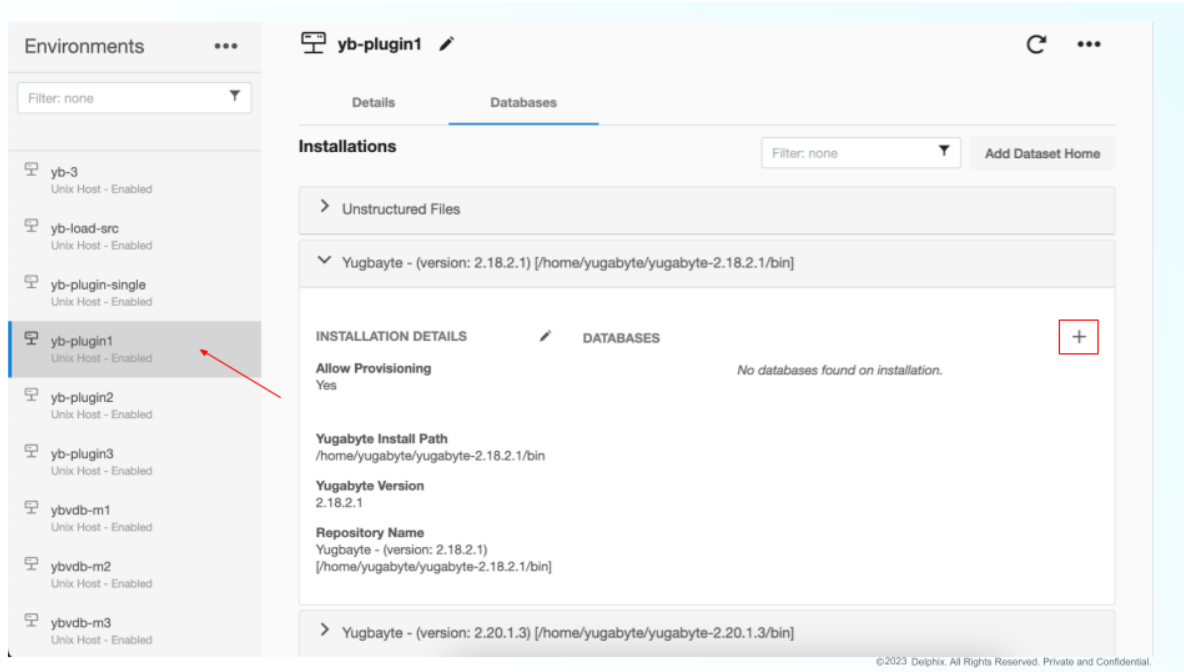 Environments
Filter: none
yb-3
Unix Host - Enabled
yb-load-src
Unix Host - Enabled
yb-plugin-single
Unix Host - Enabled
yb-plugin1
Unix Host - Enabled
yb-plugin2
Unix Host - Enabled
yb-plugin3
Unix Host - Enabled
ybvdb-m1
Unix Host - Enabled
ybvdb-m2
Unix Host - Enabled
ybvdb-m3
Unix Host - Enabled
yb-plugin1
Details
Databases
Installations
Filter: none
Add Dataset Home
Unstructured Files
Yugbayte - (version: 2.18.2.1) [/home/yugabyte/yugabyte-2.18.2.1/bin]
INSTALLATION DETAILS
Allow Provisioning
Yes
Yugabyte Install Path
/home/yugabyte/yugabyte-2.18.2.1/bin
Yugabyte Version
2.18.2.1
Repository Name
Yugbayte - (version: 2.18.2.1)
[/home/yugabyte/yugabyte-2.18.2.1/bin]
DATABASES
No databases found on installation.
Yugbayte - (version: 2.20.1.3) [/home/yugabyte/yugabyte-2.20.1.3/bin]
©2023 Delphix. All Rights Reserved. Private and Confidential.